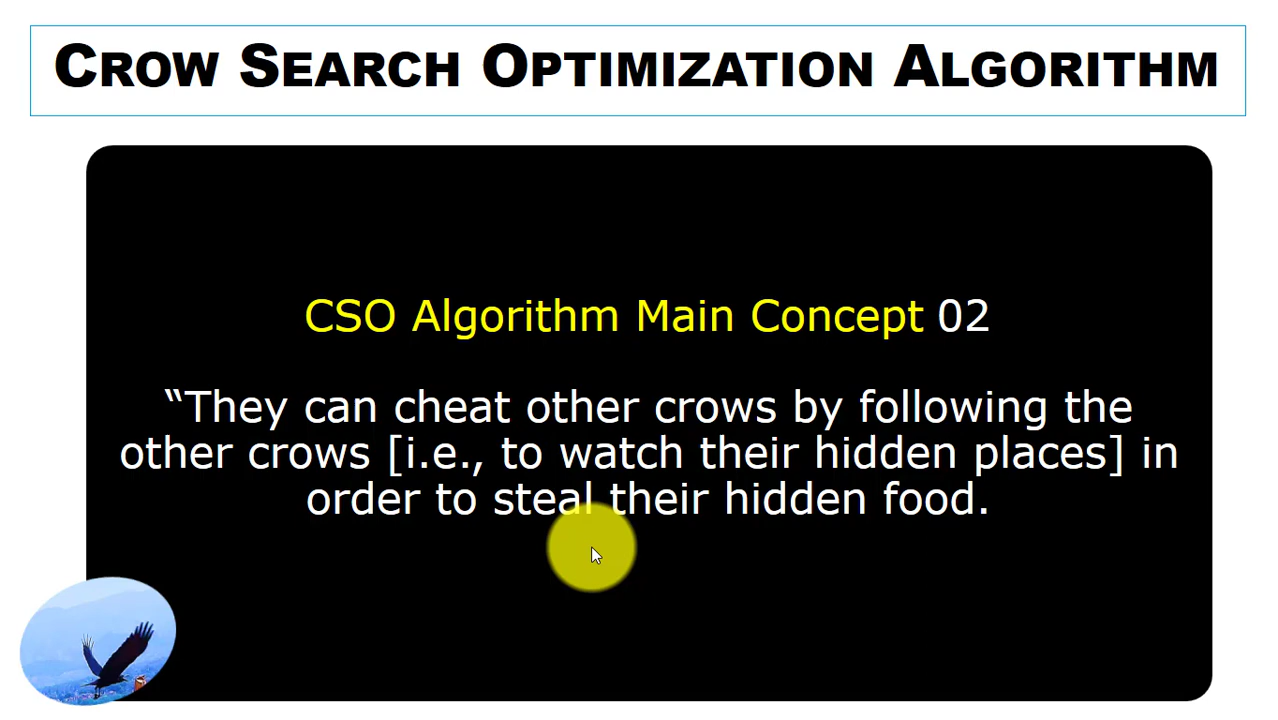 CROW SEARCH OPTIMIZATION ALGORITHM
CSO Algorithm Main Concept 02
“They can cheat other crows by following the
other crows [i.e., to watch their hidden places] in
order to steal their hidden food.